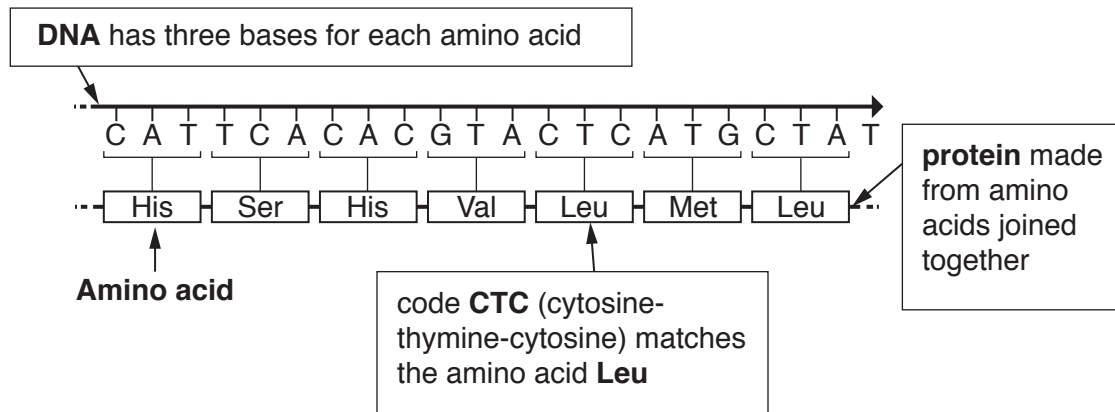 DNA has three bases for each amino acid
C A T T C A C A C G T A C T C A T G C T A T
His Ser His Val Leu Met Leu
protein made
from amino
acids joined
together
Amino acid
code CTC (cytosine-
thymine-cytosine) matches
the amino acid Leu